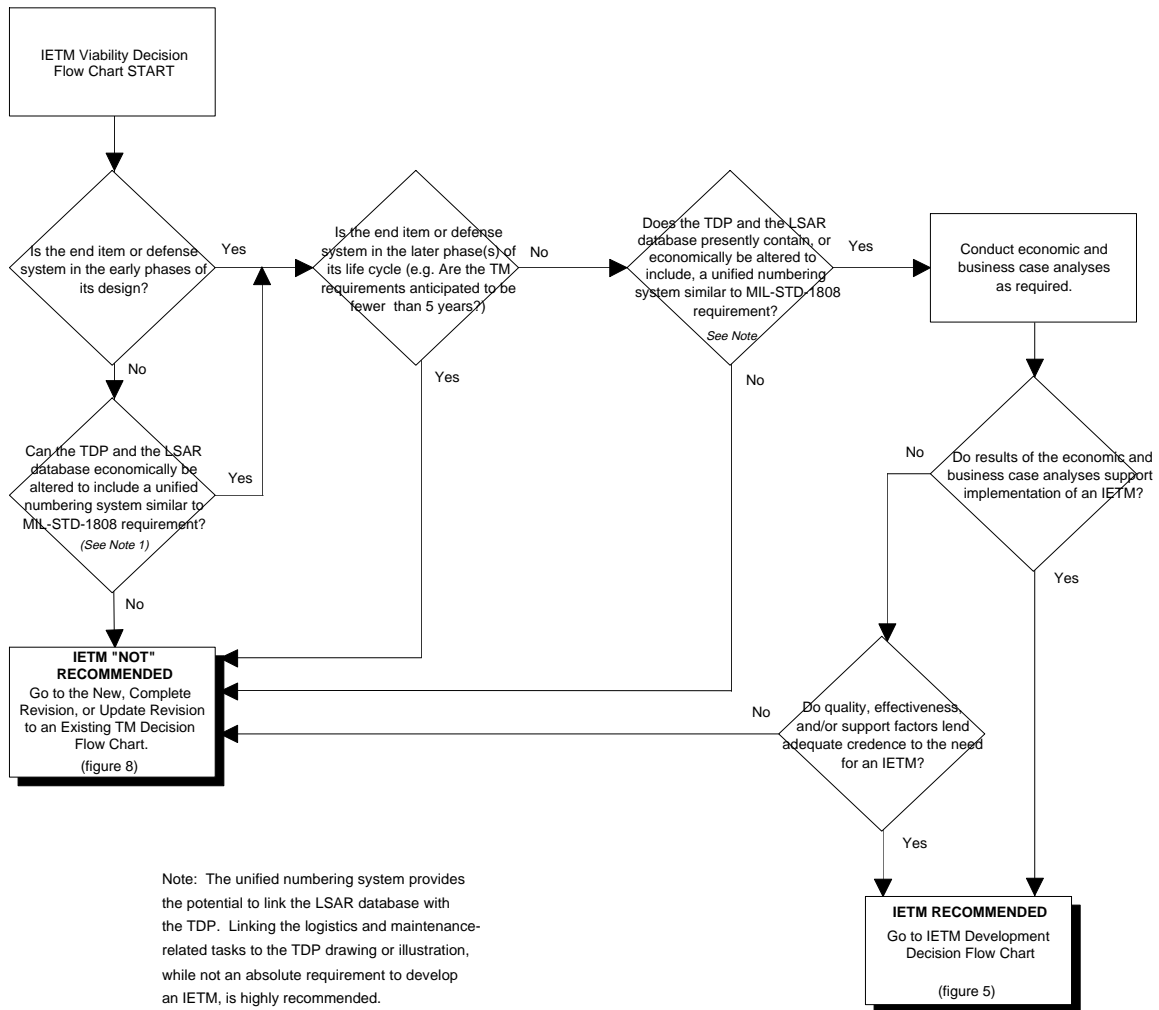 IETM Viability Decision
Flow Chart START
Is the end item or defense
system in the early phases of
its design?
Yes
No
Can the TDP and the LSAR
database economically be
altered to include a unified
numbering system similar to
MIL-STD-1808 requirement?
(See Note 1)
Yes
No
Is the end item or defense
system in the later phase(s) of
its life cycle (e.g. Are the TM
requirements anticipated to be
fewer than 5 years?)
No
Yes
Does the TDP and the LSAR
database presently contain, or
economically be altered to
include, a unified numbering
system similar to MIL-STD-1808
requirement?
See Note
Yes
No
Conduct economic and
business case analyses
as required.
Do results of the economic and
business case analyses support
implementation of an IETM?
No
Yes
Do quality, effectiveness,
and/or support factors lend
adequate credence to the need
for an IETM?
No
Yes
IETM "NOT"
RECOMMENDED
Go to the New, Complete
Revision, or Update Revision
to an Existing TM Decision
Flow Chart.
(figure 8)
IETM RECOMMENDED
Go to IETM Development
Decision Flow Chart
(figure 5)
Note: The unified numbering system provides
the potential to link the LSAR database with
the TDP. Linking the logistics and maintenance-
related tasks to the TDP drawing or illustration,
while not an absolute requirement to develop
an IETM, is highly recommended.